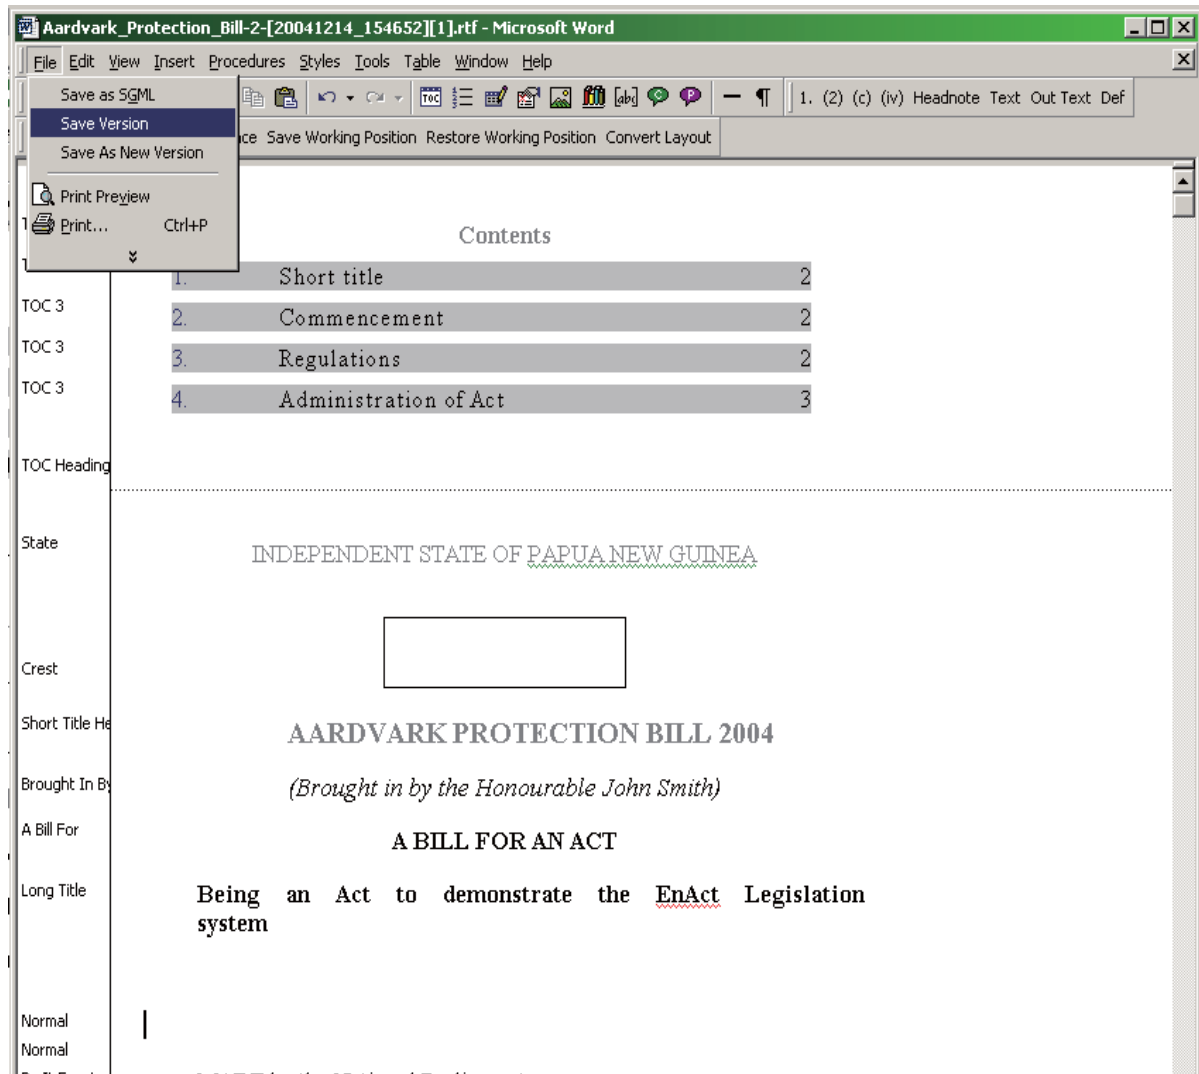 Aardvark_Protection_Bill-2-[20041214_154652][1].rtf - Microsoft Word
File Edit View Insert Procedures Styles Tools Table Window Help
Save as SGML
Save Version
Save As New Version
Print Preview
Print... Ctrl+P
TOC [ab] C P ¶ 1. (2) (c) (iv) Headnote Text Out Text Def
Save Working Position Restore Working Position Convert Layout
Contents
1. Short title 2
TOC 3 2. Commencement 2
TOC 3 3. Regulations 2
TOC 3 4. Administration of Act 3
TOC Heading
State INDEPENDENT STATE OF PAPUA NEW GUINEA
Crest
Short Title He AARDVARK PROTECTION BILL 2004
Brought In By (Brought in by the Honourable John Smith)
A Bill For A BILL FOR AN ACT
Long Title Being an Act to demonstrate the EnAct Legislation
system
Normal
Normal